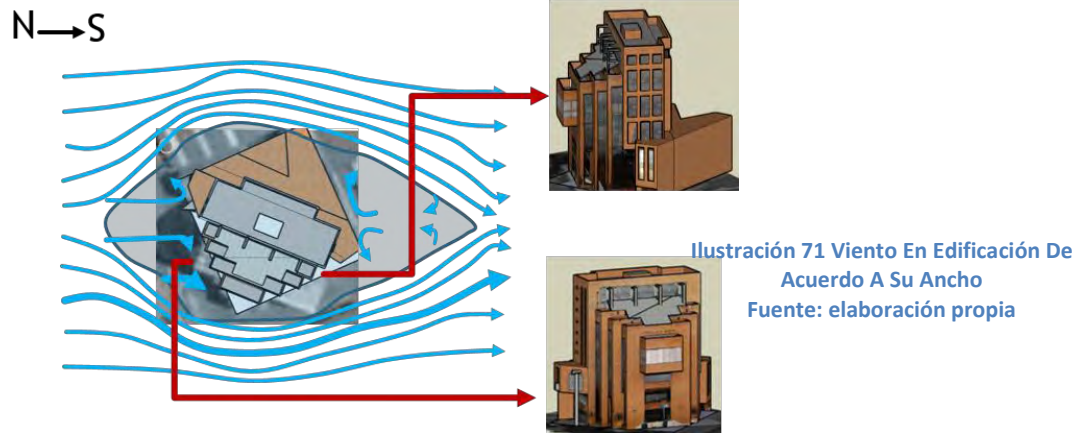 N→S
Ilustración 71 Viento En Edificación De
Acuerdo A Su Ancho
Fuente: elaboración propia